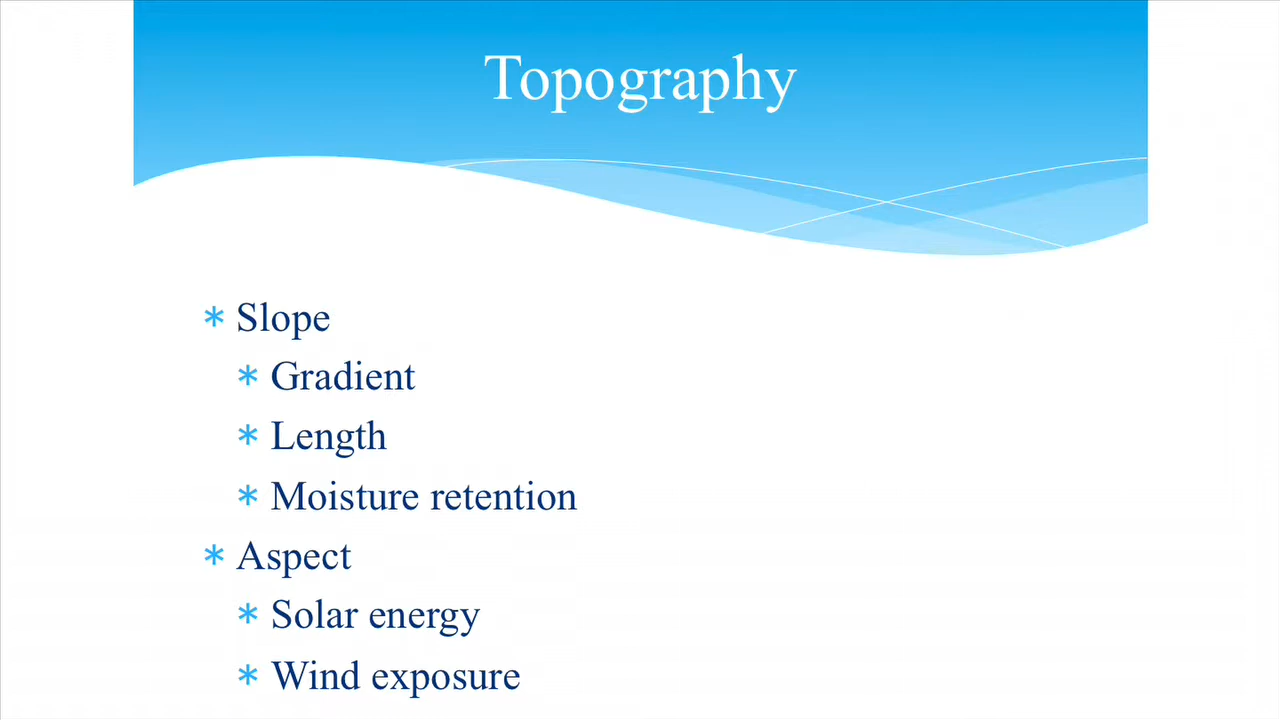 Topography
* Slope
* Gradient
* Length
* Moisture retention
* Aspect
* Solar energy
* Wind exposure